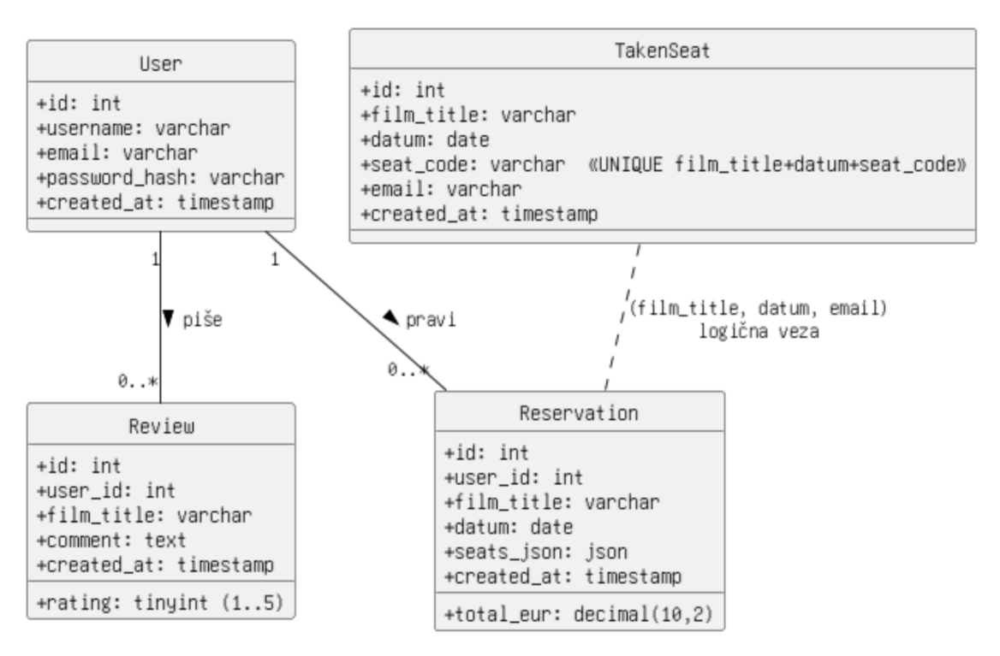 User
+id: int
+username: varchar
+email: varchar
+password_hash: varchar
+created_at: timestamp
TakenSeat
+id: int
+film_title: varchar
+datum: date
+seat_code: varchar «UNIQUE film_title+datum+seat_code»
+email: varchar
+created_at: timestamp
1
piše
0..*
1
pravi
0..*
(film_title, datum, email)
logična veza
Review
+id: int
+user_id: int
+film_title: varchar
+comment: text
+created_at: timestamp
+rating: tinyint (1..5)
Reservation
+id: int
+user_id: int
+film_title: varchar
+datum: date
+seats_json: json
+created_at: timestamp
+total_eur: decimal(10,2)